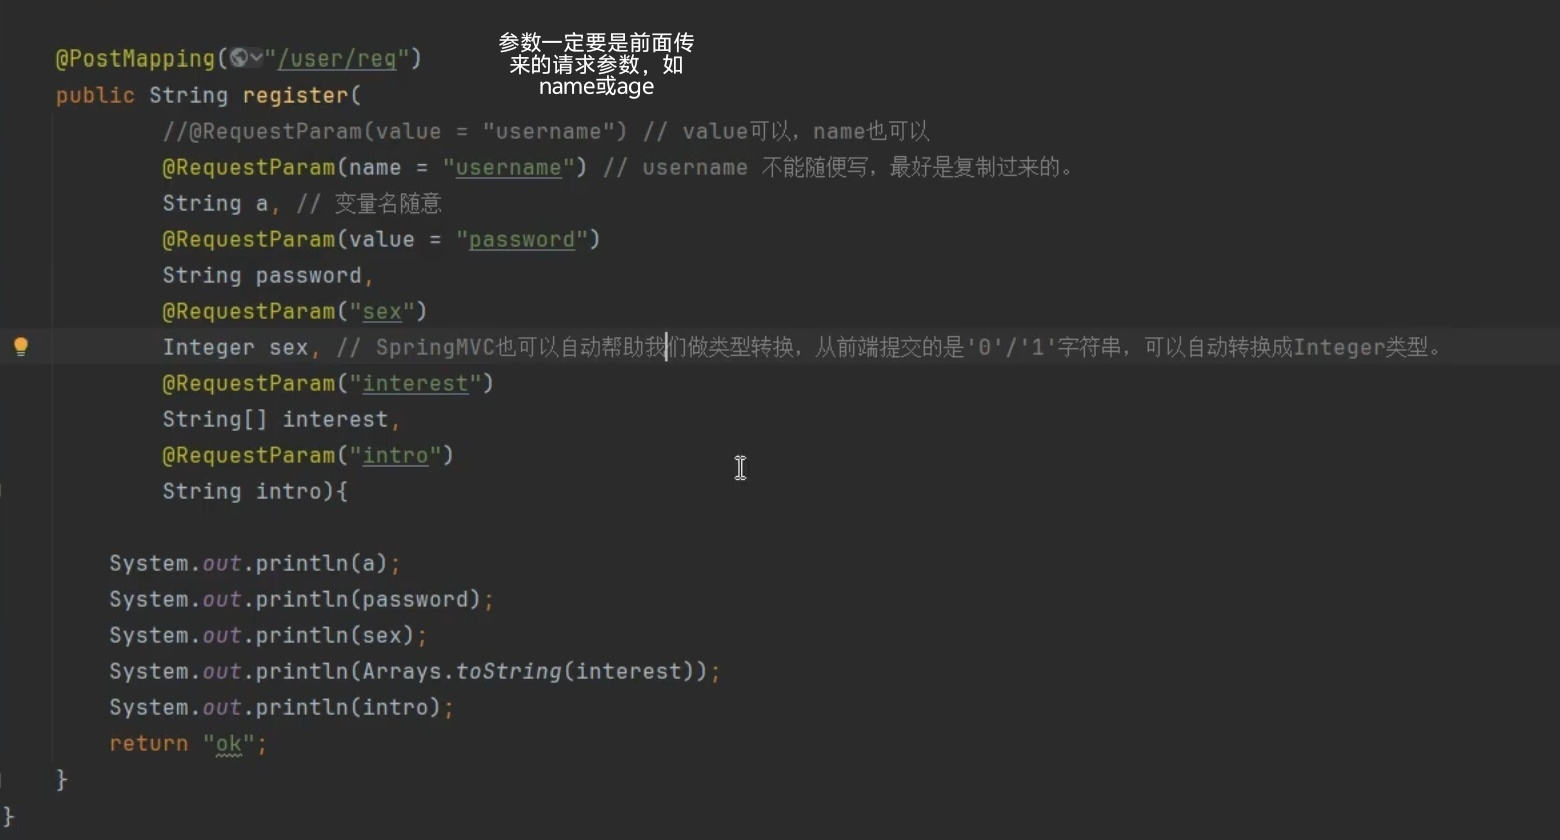 @PostMapping("/user/reg")
参数一定要是前面传
来的请求参数，如
name或age
public String register(
//@RequestParam(value = "username") // value可以，name也可以
@RequestParam(name = "username") // username 不能随便写，最好是复制过来的。
String a, // 变量名随意
@RequestParam(value = "password")
String password,
@RequestParam("sex")
Integer sex, // SpringMVC也可以自动帮助我们做类型转换，从前端提交的是'0'/'1'字符串，可以自动转换成Integer类型。
@RequestParam("interest")
String[] interest,
@RequestParam("intro")
String intro){
System.out.println(a);
System.out.println(password);
System.out.println(sex);
System.out.println(Arrays.toString(interest));
System.out.println(intro);
return "ok";
}
}